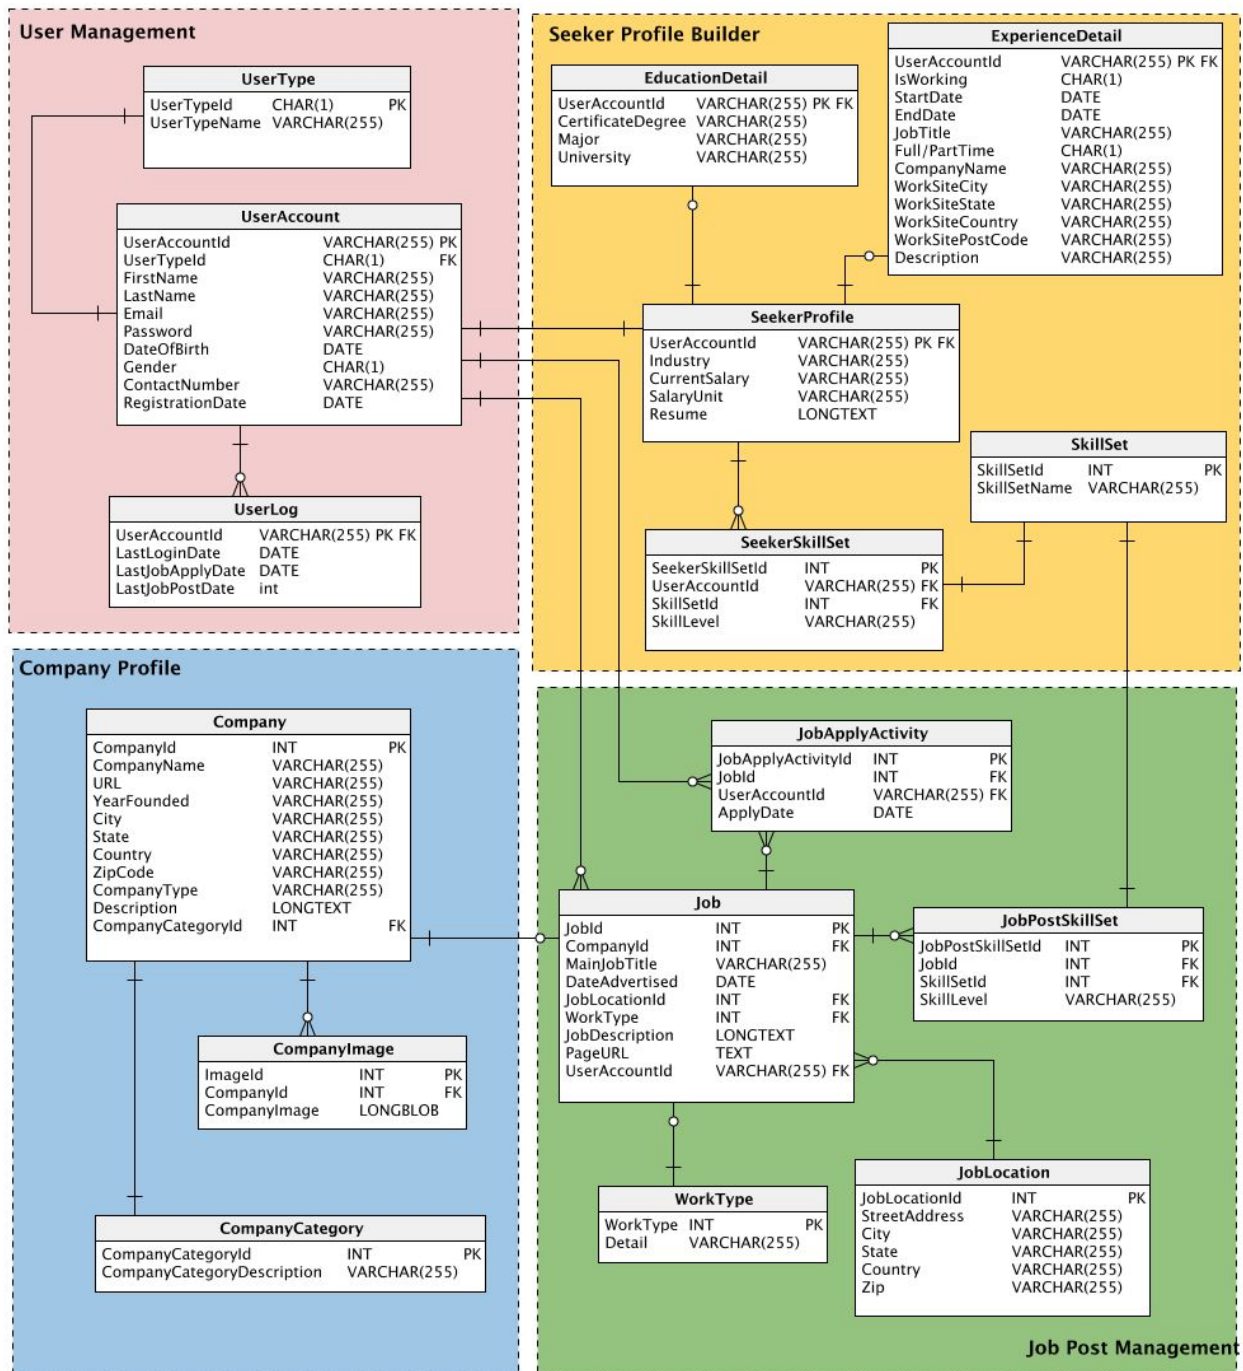 User Management
UserType
UserTypeId CHAR(1) PK
UserTypeName VARCHAR(255)
UserAccount
UserAccountId VARCHAR(255) PK
UserTypeId CHAR(1) FK
FirstName VARCHAR(255)
LastName VARCHAR(255)
Email VARCHAR(255)
Password VARCHAR(255)
DateOfBirth DATE
Gender CHAR(1)
ContactNumber VARCHAR(255)
RegistrationDate DATE
UserLog
UserAccountId VARCHAR(255) PK FK
LastLoginDate DATE
LastJobApplyDate DATE
LastJobPostDate int
Seeker Profile Builder
EducationDetail
UserAccountId VARCHAR(255) PK FK
CertificateDegree VARCHAR(255)
Major VARCHAR(255)
University VARCHAR(255)
ExperienceDetail
UserAccountId VARCHAR(255) PK FK
IsWorking CHAR(1)
StartDate DATE
EndDate DATE
JobTitle VARCHAR(255)
Full/PartTime CHAR(1)
CompanyName VARCHAR(255)
WorkSiteCity VARCHAR(255)
WorkSiteState VARCHAR(255)
WorkSiteCountry VARCHAR(255)
WorkSitePostCode VARCHAR(255)
Description VARCHAR(255)
SeekerProfile
UserAccountId VARCHAR(255) PK FK
Industry VARCHAR(255)
CurrentSalary VARCHAR(255)
SalaryUnit VARCHAR(255)
Resume LONGTEXT
SkillSet
SkillSetId INT PK
SkillSetName VARCHAR(255)
SeekerSkillSet
SeekerSkillSetId INT PK
UserAccountId VARCHAR(255) FK
SkillSetId INT FK
SkillLevel VARCHAR(255)
Company Profile
Company
CompanyId INT PK
CompanyName VARCHAR(255)
URL VARCHAR(255)
YearFounded VARCHAR(255)
City VARCHAR(255)
State VARCHAR(255)
Country VARCHAR(255)
ZipCode VARCHAR(255)
CompanyType VARCHAR(255)
Description LONGTEXT
CompanyCategoryId INT FK
CompanyImage
ImageId INT PK
CompanyId INT FK
CompanyImage LONGBLOB
CompanyCategory
CompanyCategoryId INT PK
CompanyCategoryDescription VARCHAR(255)
JobApplyActivity
JobApplyActivityId INT PK
JobId INT FK
UserAccountId VARCHAR(255) FK
ApplyDate DATE
Job
JobId INT PK
CompanyId INT FK
MainJobTitle VARCHAR(255)
DateAdvertised DATE
JobLocationId INT FK
WorkType INT FK
JobDescription LONGTEXT
PageURL TEXT
UserAccountId VARCHAR(255) FK
JobPostSkillSet
JobPostSkillSetId INT PK
JobId INT FK
SkillSetId INT FK
SkillLevel VARCHAR(255)
WorkType
WorkType INT PK
Detail VARCHAR(255)
JobLocation
JobLocationId INT PK
StreetAddress VARCHAR(255)
City VARCHAR(255)
State VARCHAR(255)
Country VARCHAR(255)
Zip VARCHAR(255)
Job Post Management